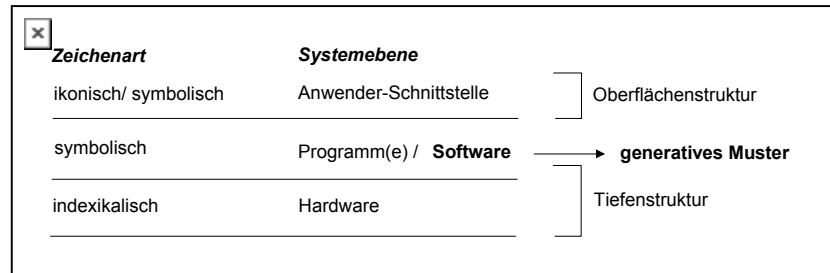 Zeichenart Systemebene
ikonisch/ symbolisch Anwender-Schnittstelle Oberflächenstruktur
symbolisch Programm(e) / Software generatives Muster
indexikalisch Hardware Tiefenstruktur